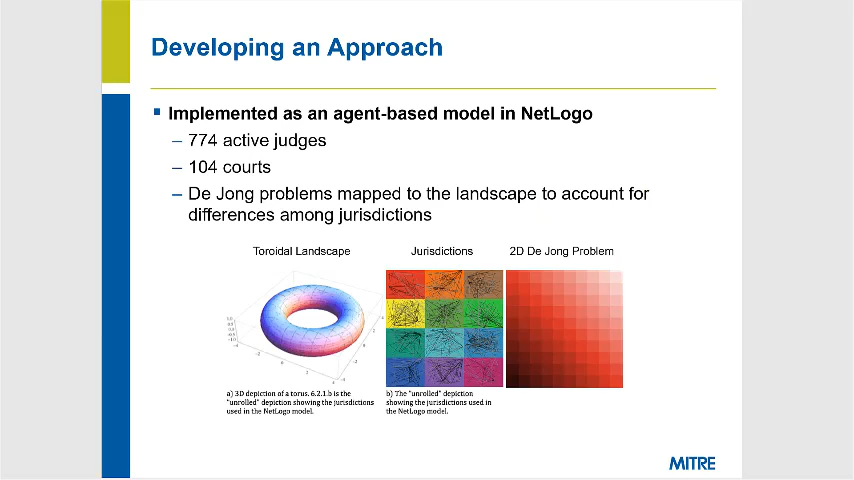 Developing an Approach
Implemented as an agent-based model in NetLogo
– 774 active judges
– 104 courts
– De Jong problems mapped to the landscape to account for
differences among jurisdictions
Toroidal Landscape
Jurisdictions
2D De Jong Problem
a) 3D depiction of a torus. 6.2.1.b is the
"unrolled" depiction showing the jurisdictions
used in the NetLogo model.
b) The "unrolled" depiction
showing the jurisdictions used in
the NetLogo model.
MITRE